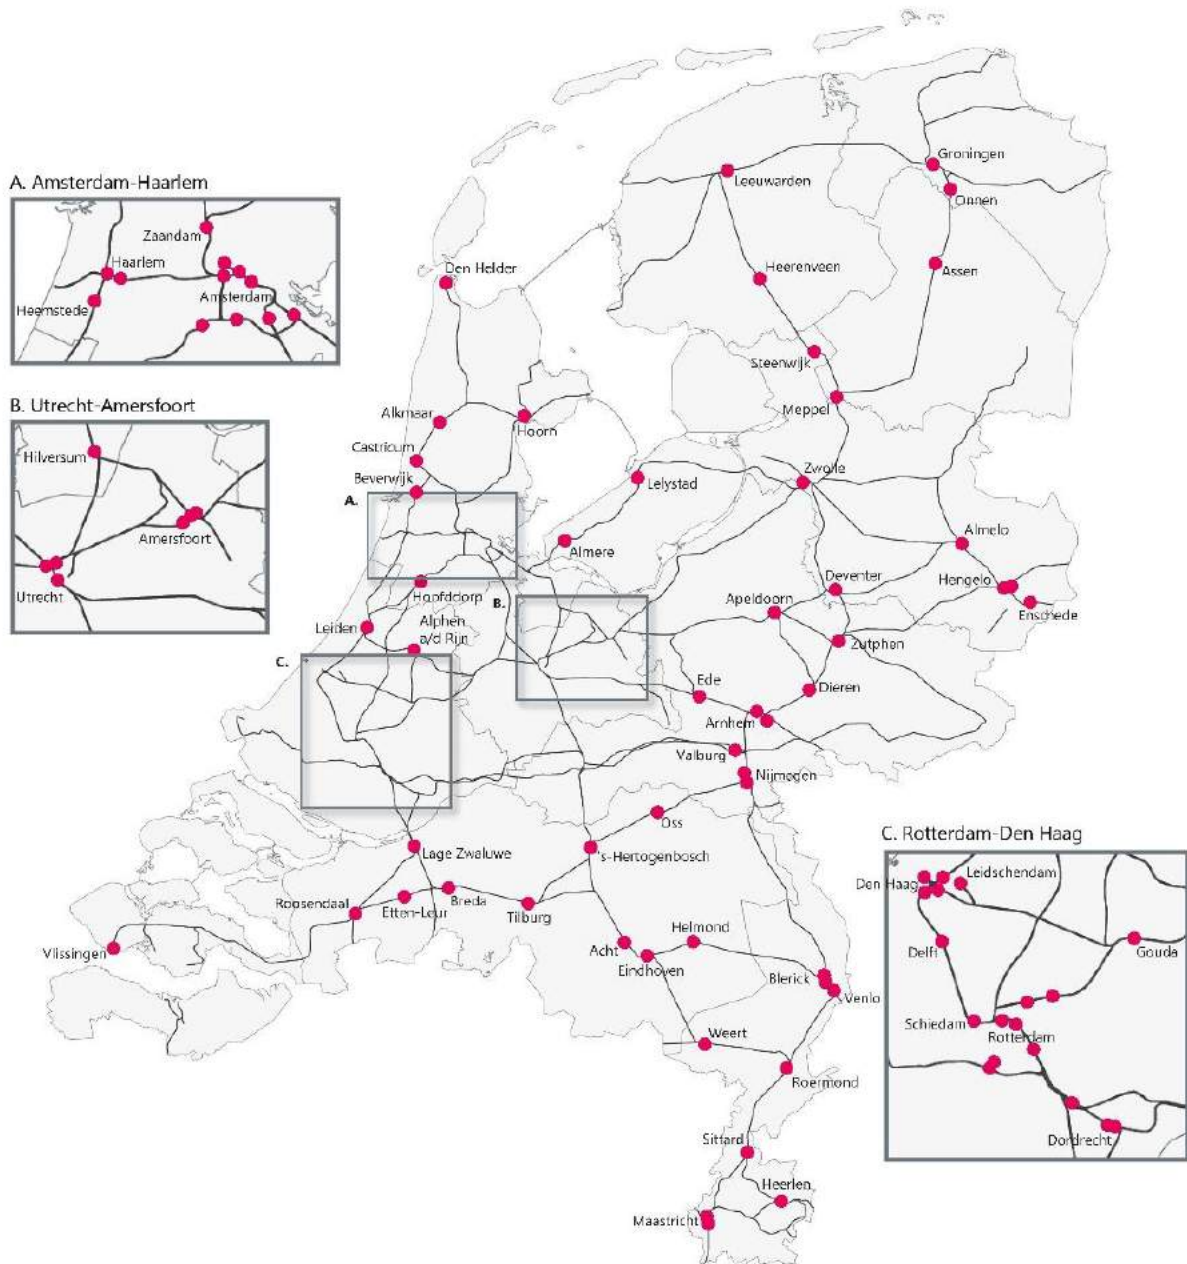 A. Amsterdam-Haarlem
Zaandam
Haarlem
Amsterdam
Heemstede
B. Utrecht-Amersfoort
Hilversum
Amersfoort
Utrecht
Groningen
Leeuwarden
Onnen
Den Helder
Heerenveen
Assen
Steenwijk
Meppel
Alkmaar
Hoorn
Castricum
Beverwijk
Zwolle
Lelystad
A.
Almelo
Almere
Deventer
Hengelo
Hoofddorp
B.
Apeldoorn
Enschede
Leiden
Alphen
a/d Rijn
Zutphen
C.
Ede
Dieren
Arnhem
Valburg
Nijmegen
Oss
Lage Zwaluwe
's-Hertogenbosch
Roosendaal
Etten-Leur
Breda
Tilburg
Helmond
Vlissingen
Acht
Eindhoven
Blerick
Venlo
Weert
Roermond
Sittard
Heerlen
Maastricht
C. Rotterdam-Den Haag
Den Haag
Leidschendam
Delft
Gouda
Schiedam
Rotterdam
Dordrecht